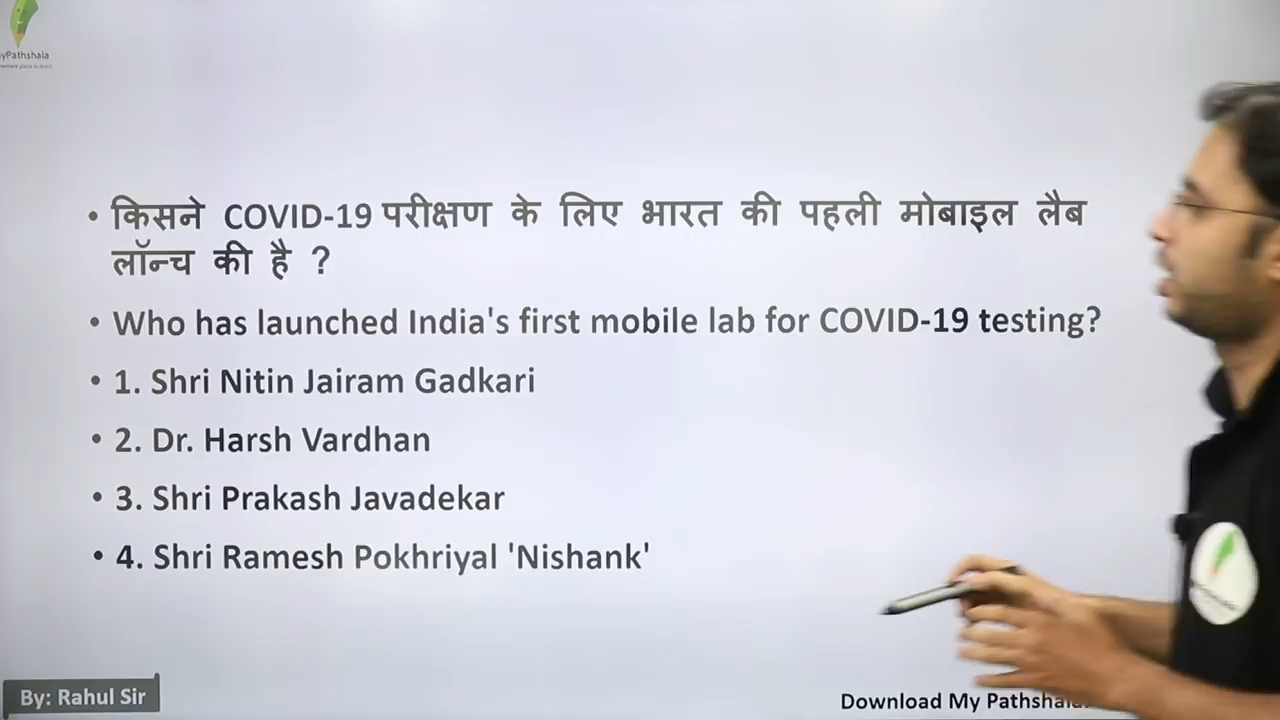 yPathshala
• किसने COVID-19 परीक्षण के लिए भारत की पहली मोबाइल लैब
लॉन्च की है ?
• Who has launched India's first mobile lab for COVID-19 testing?
• 1. Shri Nitin Jairam Gadkari
• 2. Dr. Harsh Vardhan
• 3. Shri Prakash Javadekar
• 4. Shri Ramesh Pokhriyal 'Nishank'
By: Rahul Sir
Download My Pathshala